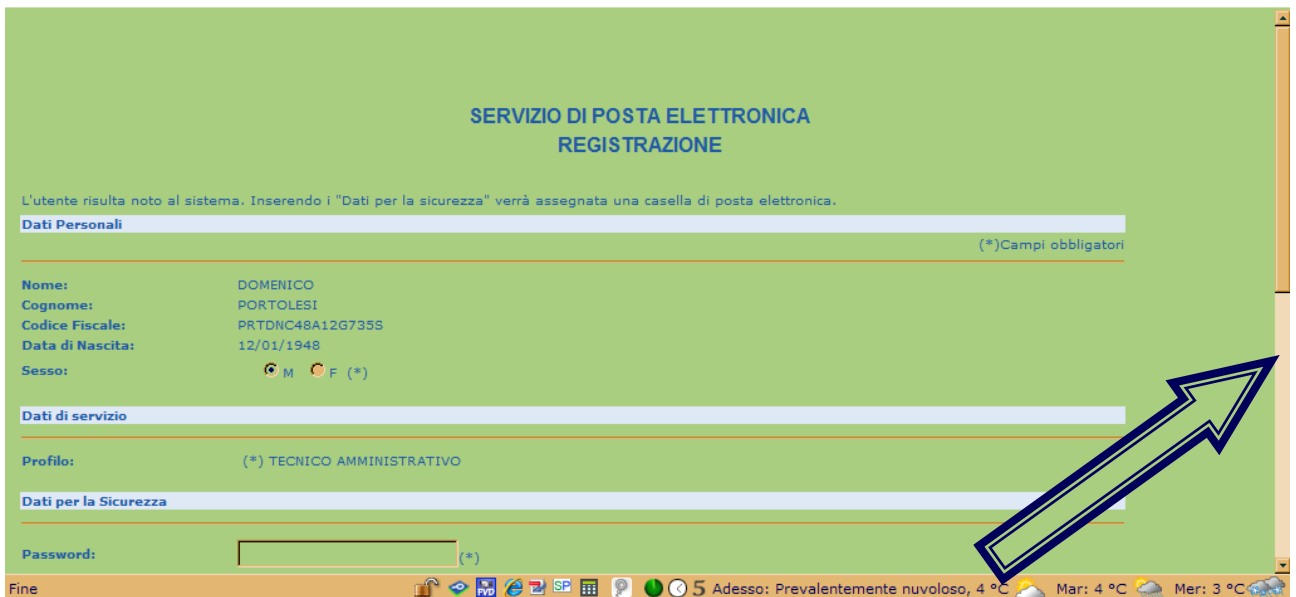 SERVIZIO DI POSTA ELETTRONICA
REGISTRAZIONE
L'utente risulta noto al sistema. Inserendo i "Dati per la sicurezza" verrà assegnata una casella di posta elettronica.
Dati Personali
(*)Campi obbligatori
Nome: DOMENICO
Cognome: PORTOLESI
Codice Fiscale: PRTDNC48A12G735S
Data di Nascita: 12/01/1948
Sesso: M F (*)
Dati di servizio
Profilo: (*) TECNICO AMMINISTRATIVO
Dati per la Sicurezza
Password: (*)
Fine FVD SP 5 Adesso: Prevalentemente nuvoloso, 4 °C Mar: 4 °C Mer: 3 °C